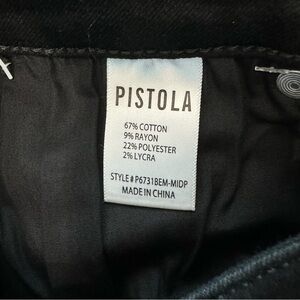 PISTOLA
67% COTTON
9% RAYON
22% POLYESTER
2% LYCRA
STYLE # P6731BEM-MIDP
MADE IN CHINA